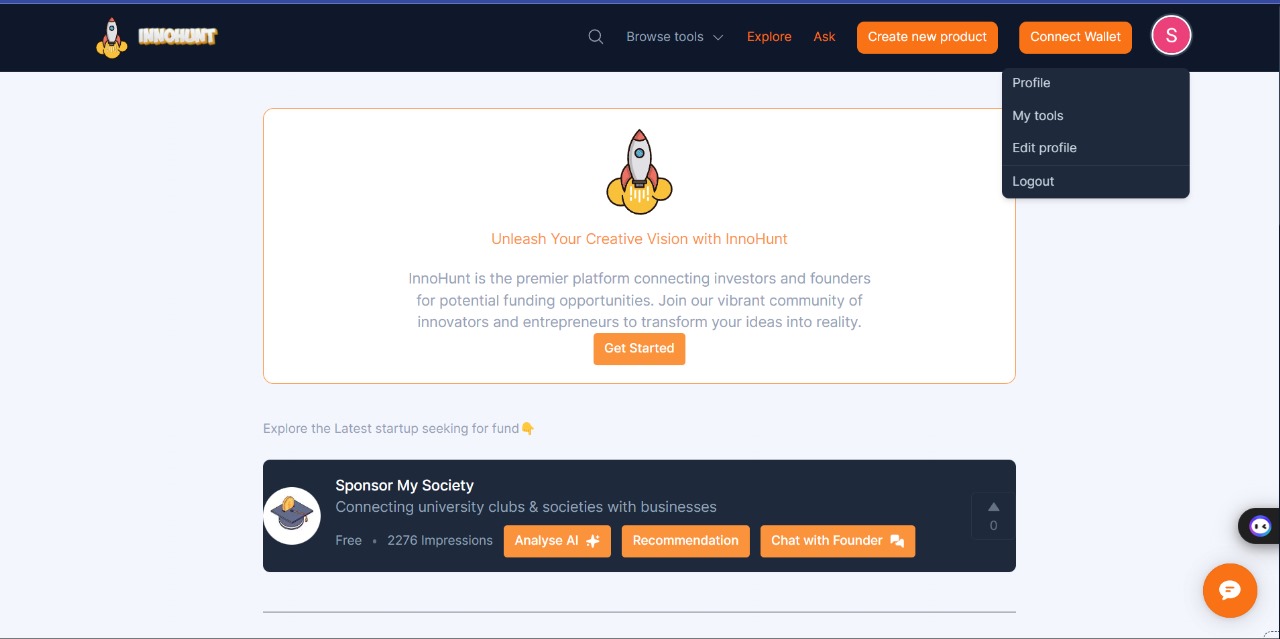 INNOHUNT
Browse tools
Explore
Ask
Create new product
Connect Wallet
S
Profile
My tools
Edit profile
Logout
Unleash Your Creative Vision with InnoHunt
InnoHunt is the premier platform connecting investors and founders
for potential funding opportunities. Join our vibrant community of
innovators and entrepreneurs to transform your ideas into reality.
Get Started
Explore the Latest startup seeking for fund👇
Sponsor My Society
Connecting university clubs & societies with businesses
Free • 2276 Impressions
Analyse AI
Recommendation
Chat with Founder
0